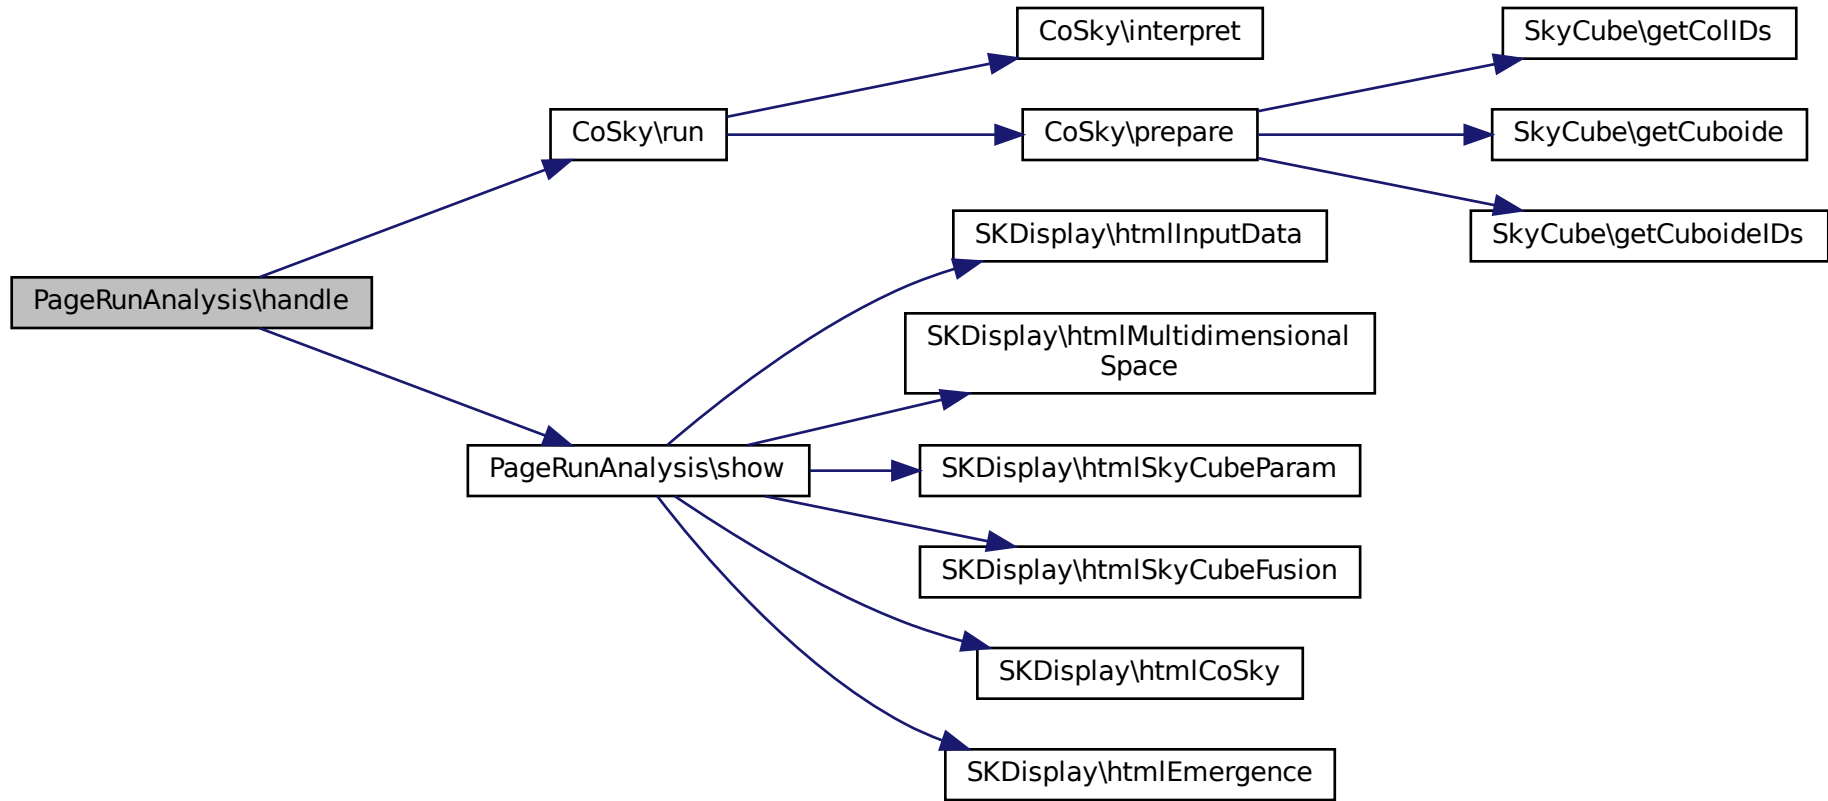 CoSky\interpret
SkyCube\getColIDs
CoSky\run
CoSky\prepare
SkyCube\getCuboide
SKDisplay\htmlInputData
SkyCube\getCuboideIDs
PageRunAnalysis\handle
SKDisplay\htmlMultidimensional
Space
PageRunAnalysis\show
SKDisplay\htmlSkyCubeParam
SKDisplay\htmlSkyCubeFusion
SKDisplay\htmlCoSky
SKDisplay\htmlEmergence